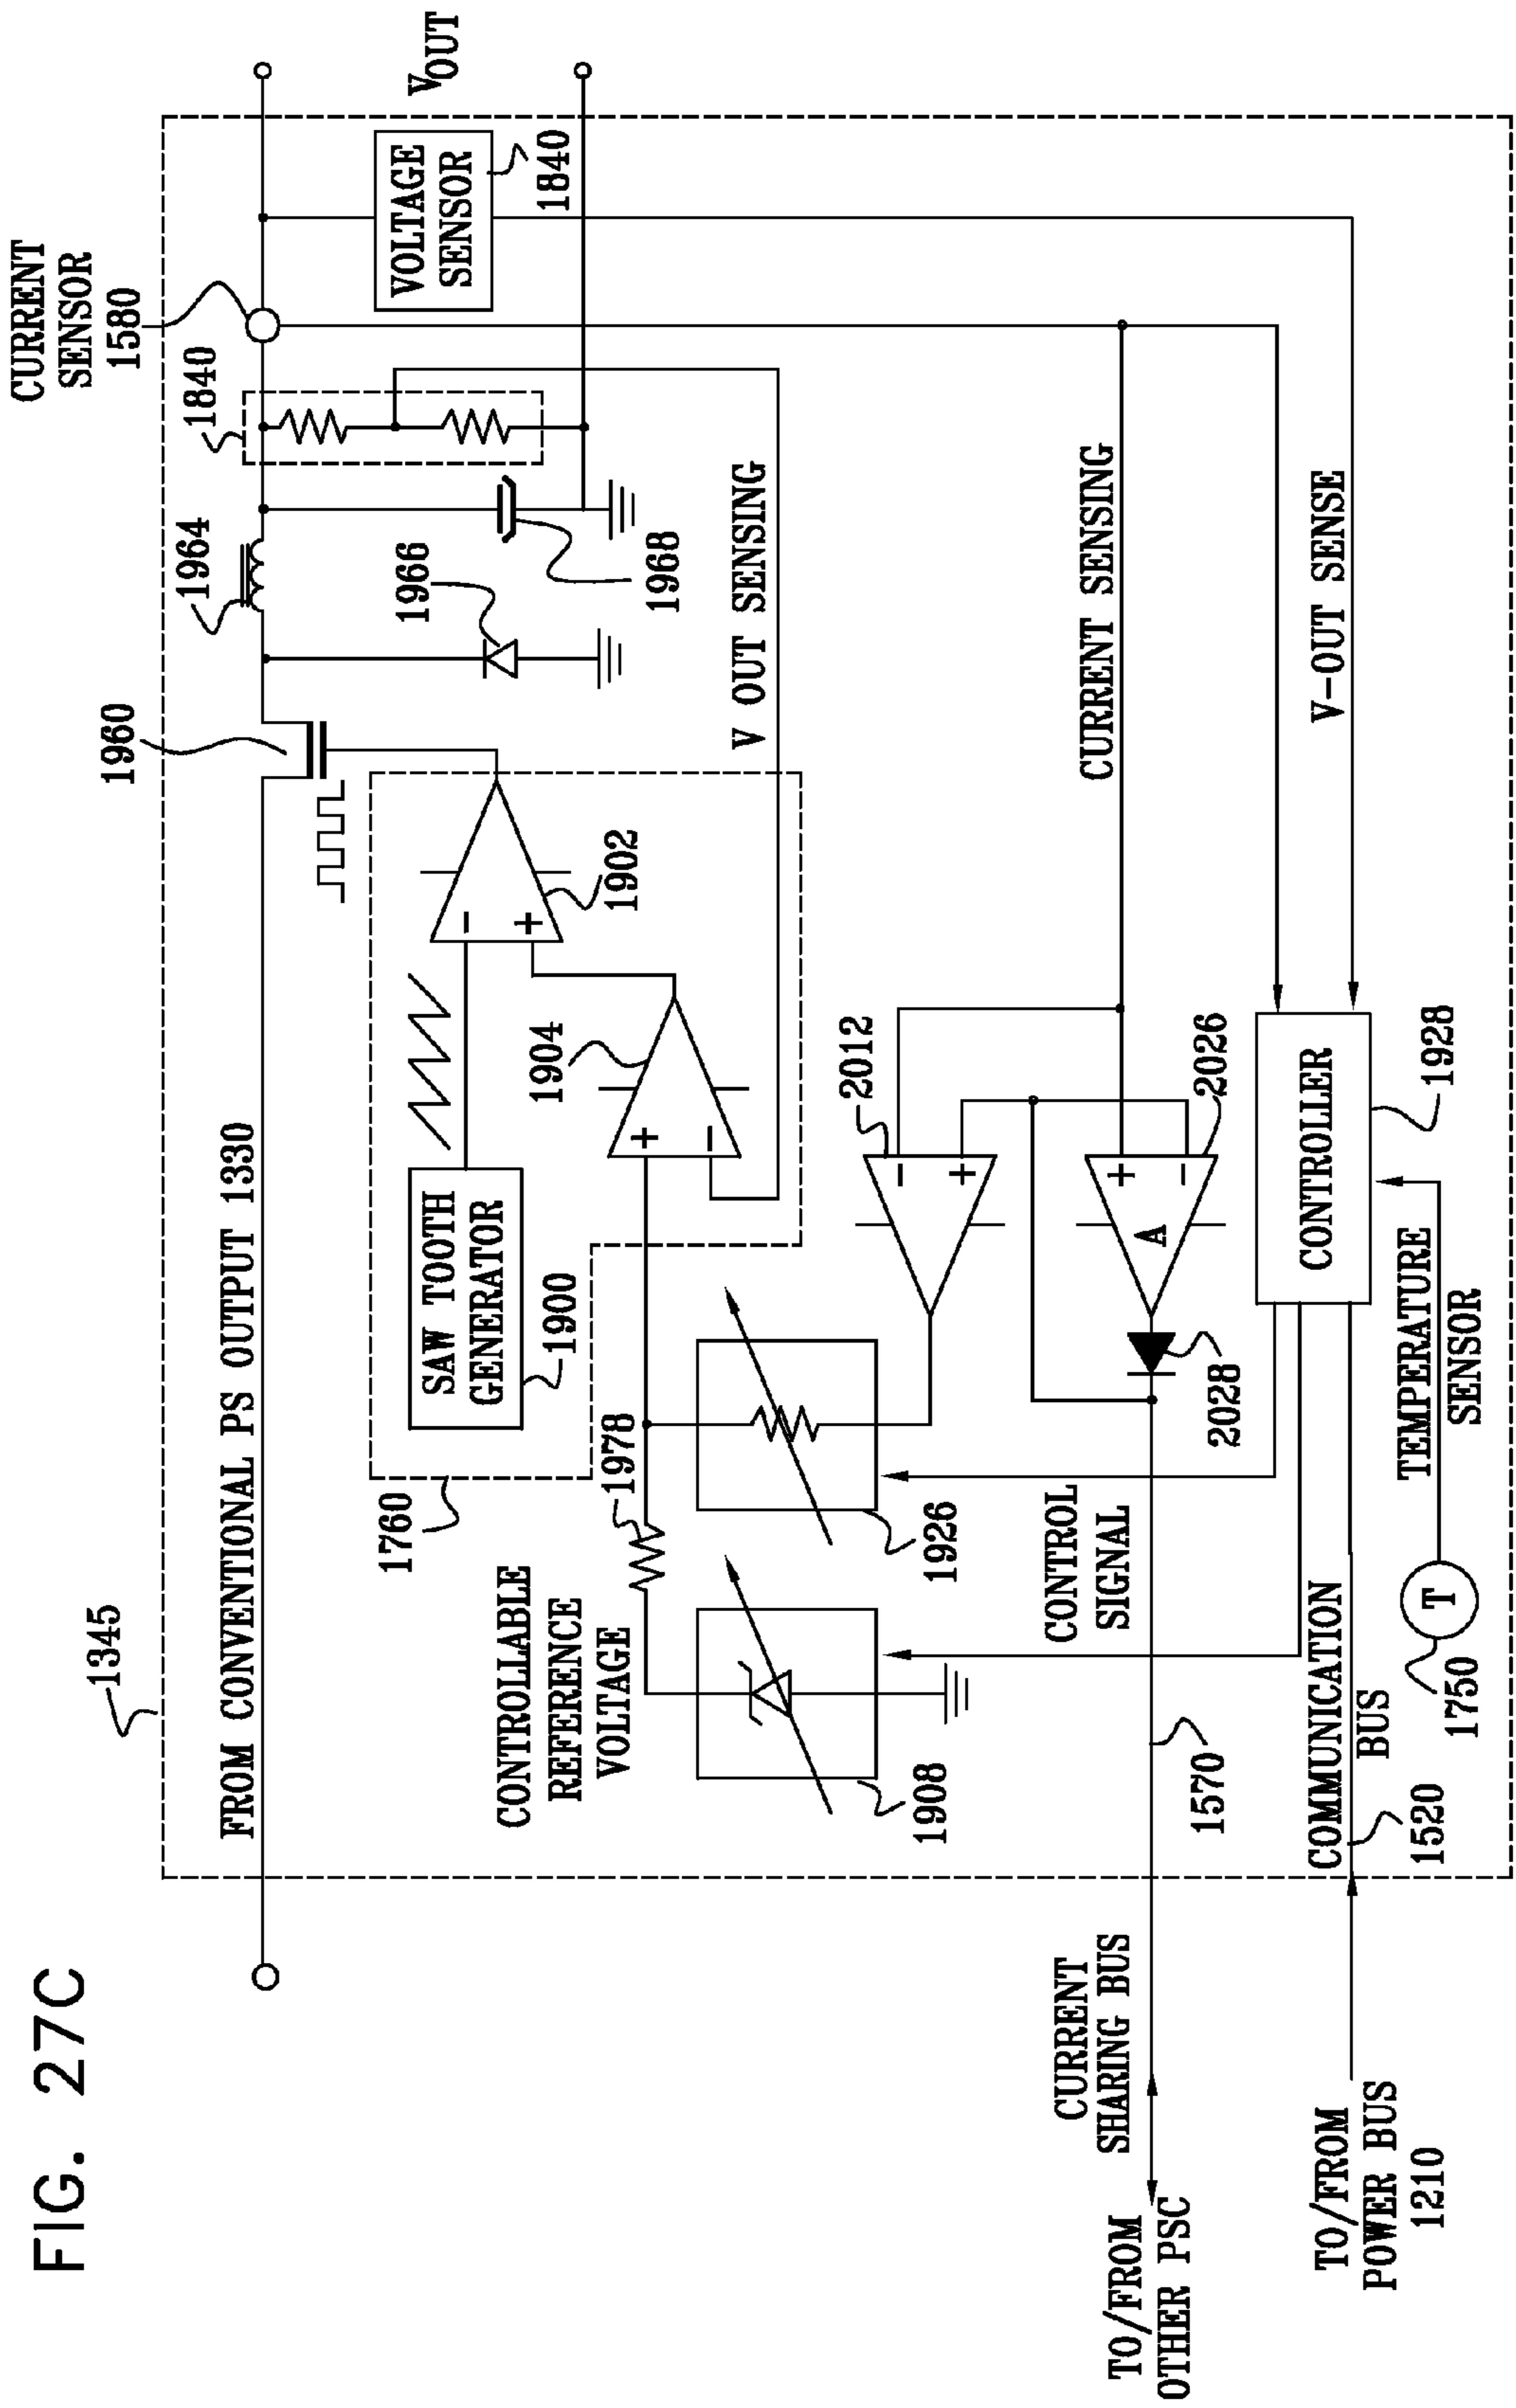 FIG. 27C
1345
FROM CONVENTIONAL PS OUTPUT 1330
1960
1964
1840
CURRENT
SENSOR
1580
VOUT
VOLTAGE
SENSOR
1840
1966
1968
1760
SAW TOOTH
GENERATOR
1900
-
+
1902
1904
+
-
V OUT SENSING
CONTROLLABLE
REFERENCE
VOLTAGE
1978
1908
1926
2012
-
+
CURRENT SENSING
CONTROL
SIGNAL
2028
A
+
-
2026
V-OUT SENSE
CURRENT
SHARING BUS
TO/FROM
OTHER PSC
1570
CONTROLLER
1928
COMMUNICATION
BUS
1520
TO/FROM
POWER BUS
1210
TEMPERATURE
SENSOR
T
1750